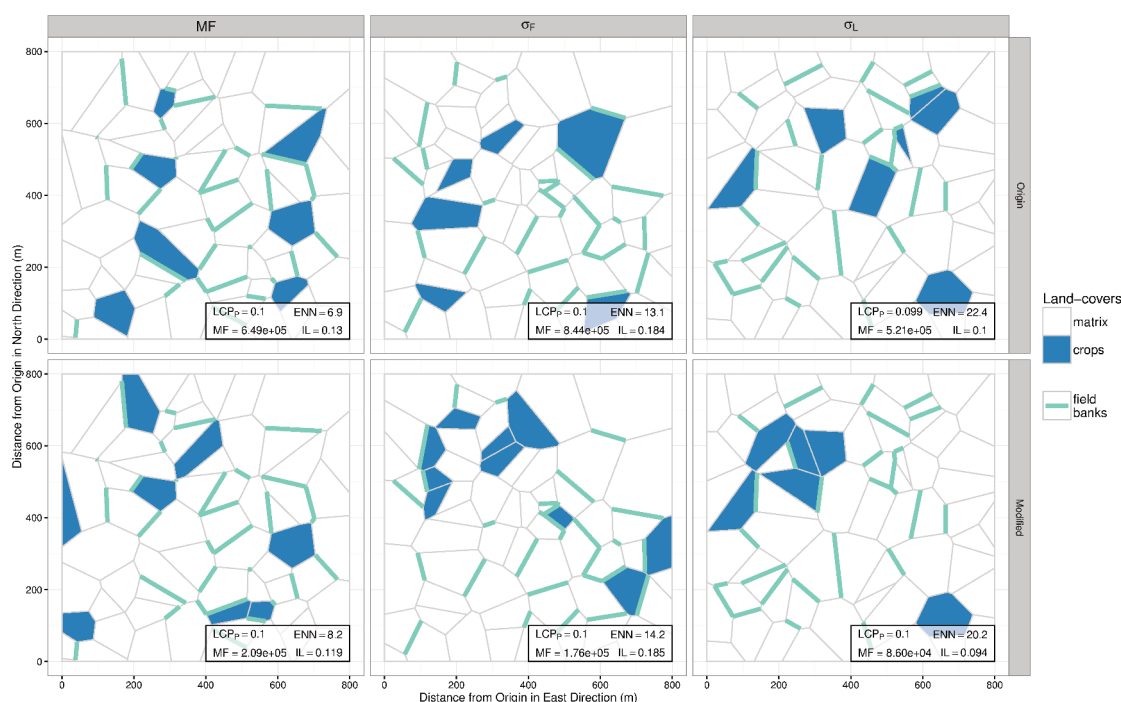 MF
σF
σL
800
600
400
200
0
Origin
LCPP = 0.1 ENN = 6.9
MF = 6.49e+05 IL = 0.13
LCPP = 0.1 ENN = 13.1
MF = 8.44e+05 IL = 0.184
LCPP = 0.099 ENN = 22.4
MF = 5.21e+05 IL = 0.1
Distance from Origin in North Direction (m)
Land−covers
matrix
crops
field
banks
800
600
400
200
0
Modified
LCPP = 0.1 ENN = 8.2
MF = 2.09e+05 IL = 0.119
LCPP = 0.1 ENN = 14.2
MF = 1.76e+05 IL = 0.185
LCPP = 0.1 ENN = 20.2
MF = 8.60e+04 IL = 0.094
0 200 400 600 800 0 200 400 600 800 0 200 400 600 800
Distance from Origin in East Direction (m)